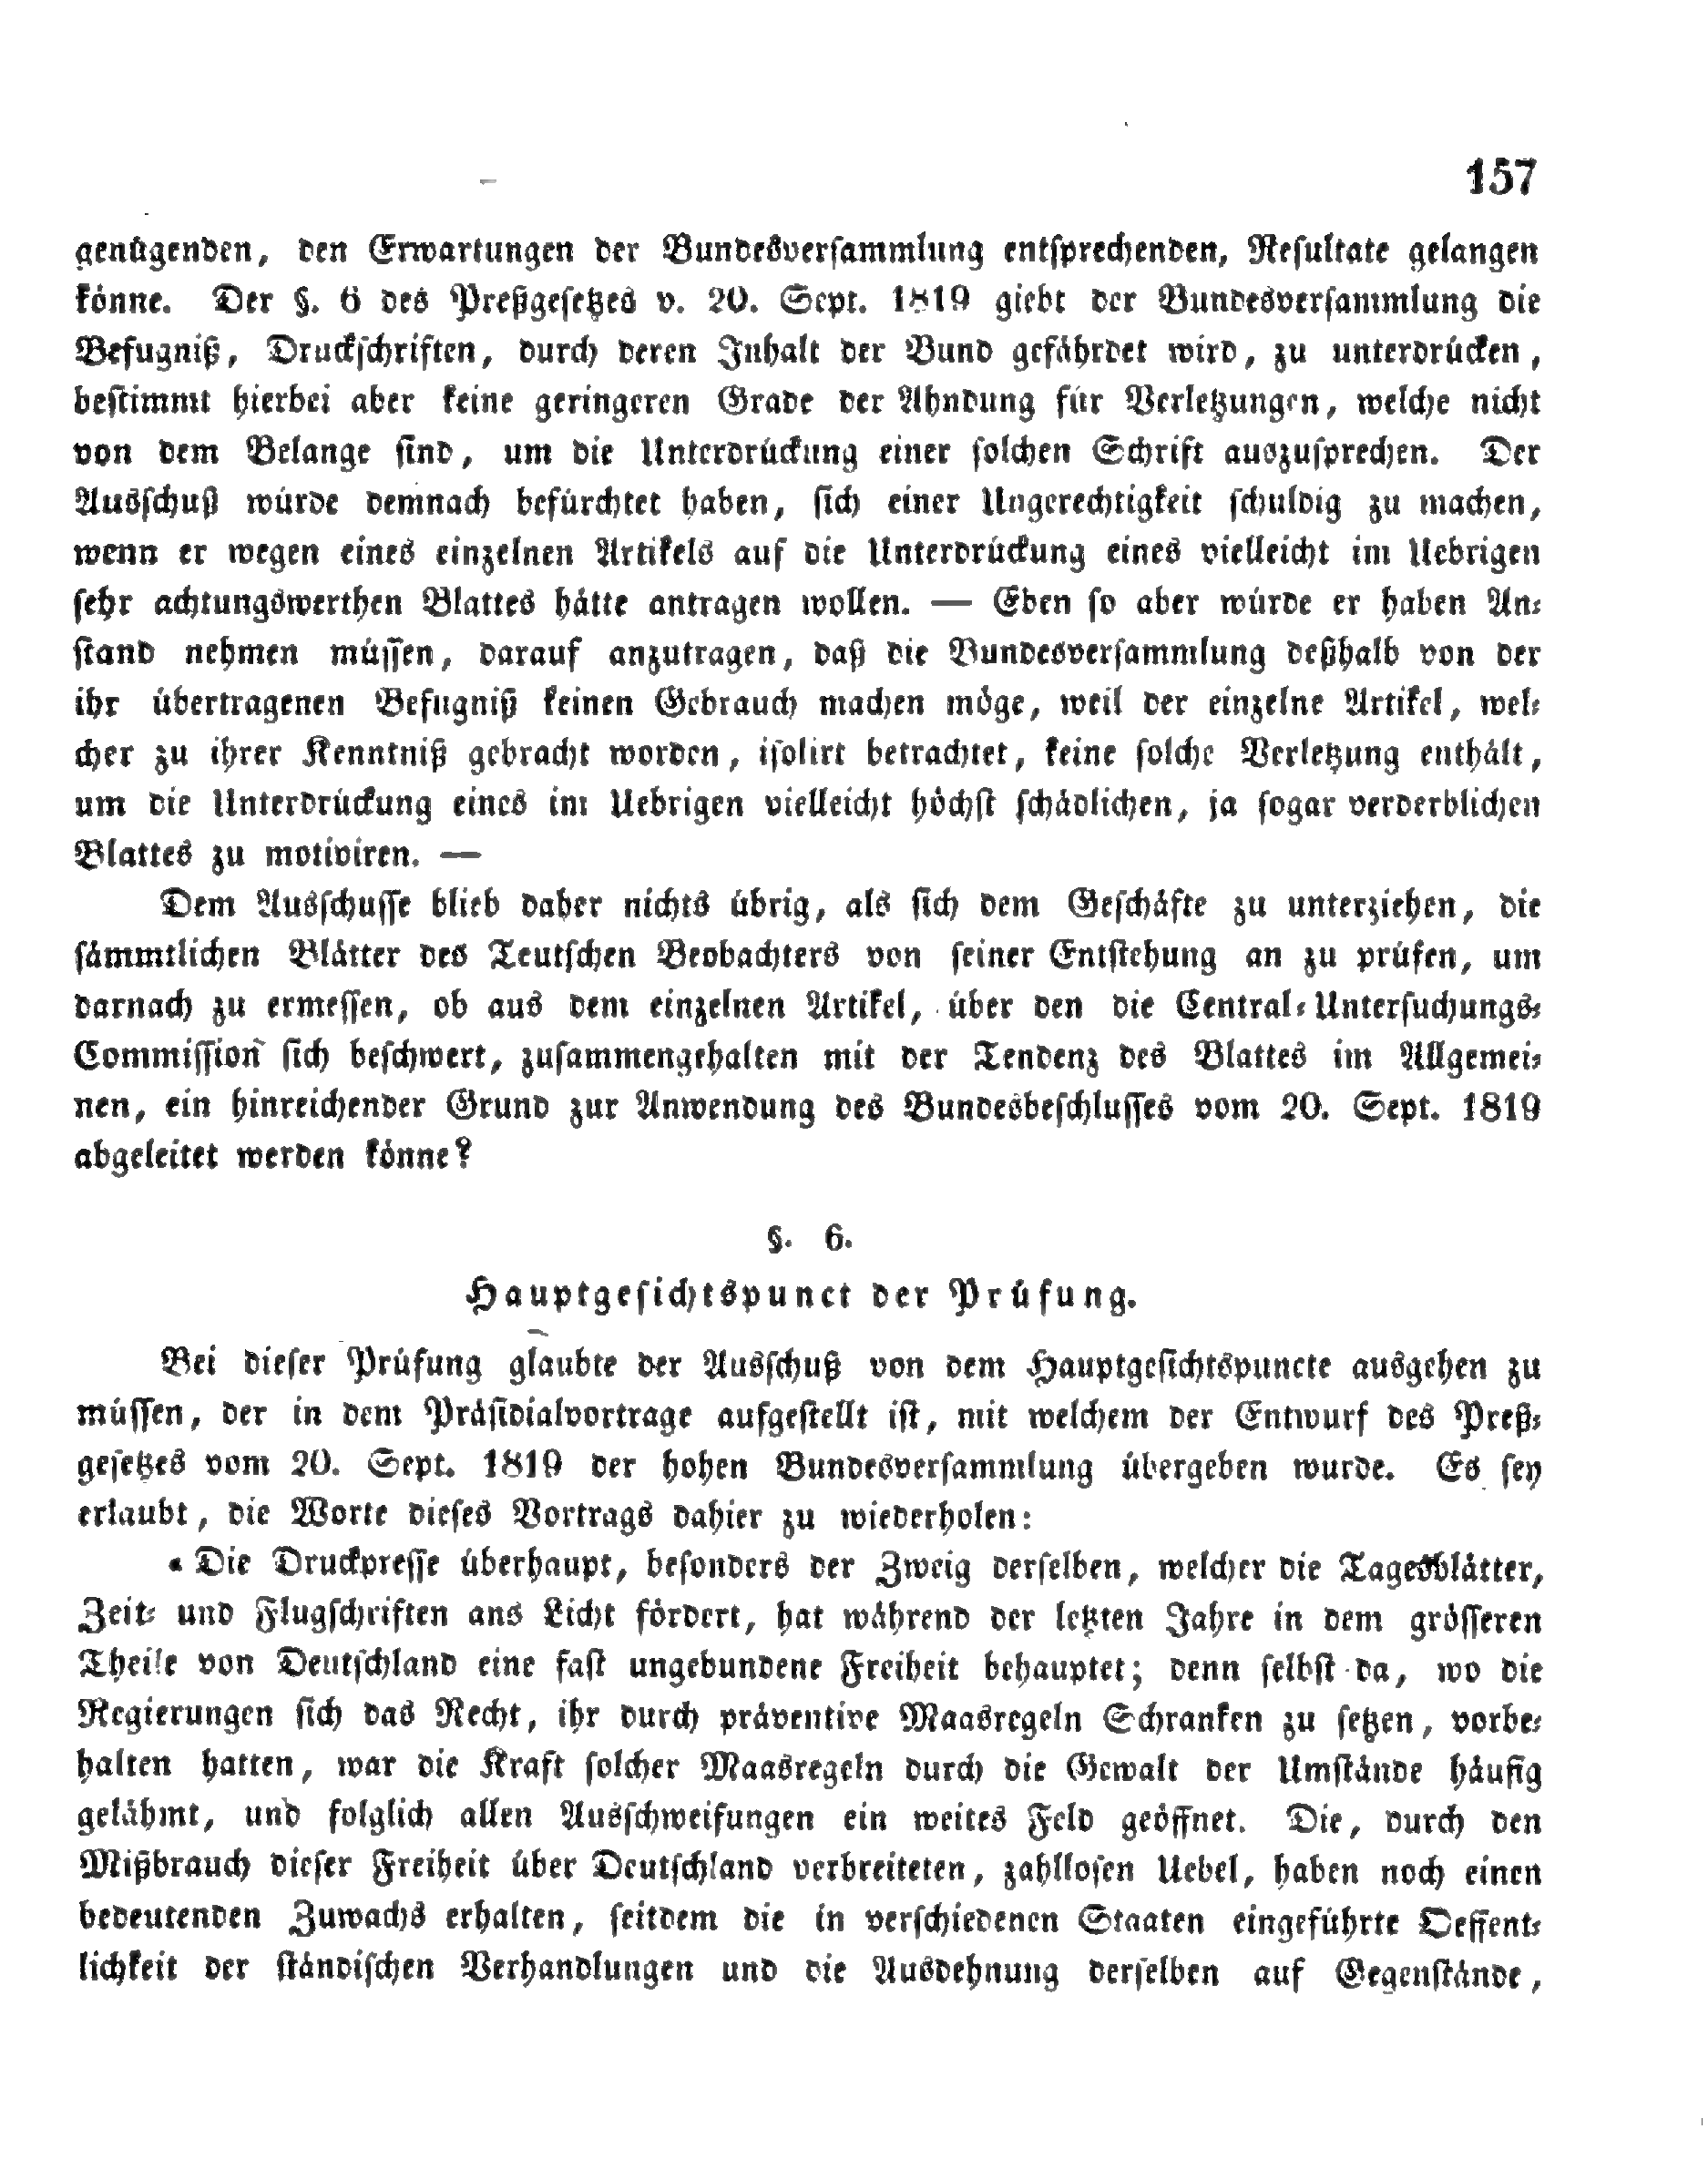 157
genügenden, den Erwartungen der Bundesversammlung entsprechenden, Resultate gelangen
könne. Der §. 6 des Preßgesetzes v. 20. Sept. 1819 giebt der Bundesversammlung die
Befugniß, Druckschriften, durch deren Inhalt der Bund gefährdet wird, zu unterdrücken,
bestimmt hierbei aber keine geringeren Grade der Ahndung für Verletzungen, welche nicht
von dem Belange sind, um die Unterdrückung einer solchen Schrift auszusprechen. Der
Ausschuß würde demnach befürchtet haben, sich einer Ungerechtigkeit schuldig zu machen,
wenn er wegen eines einzelnen Artikels auf die Unterdrückung eines vielleicht im Uebrigen
sehr achtungswerthen Blattes hätte antragen wollen. — Eben so aber würde er haben An-
stand nehmen müssen, darauf anzutragen, daß die Bundesversammlung deßhalb von der
ihr übertragenen Befugniß keinen Gebrauch machen möge, weil der einzelne Artikel, wel-
cher zu ihrer Kenntniß gebracht worden, isolirt betrachtet, keine solche Verletzung enthält,
um die Unterdrückung eines im Uebrigen vielleicht höchst schädlichen, ja sogar verderblichen
Blattes zu motiviren. —
Dem Ausschusse blieb daher nichts übrig, als sich dem Geschäfte zu unterziehen, die
sämmtlichen Blätter des Teutschen Beobachters von seiner Entstehung an zu prüfen, um
darnach zu ermessen, ob aus dem einzelnen Artikel, über den die Central-Untersuchungs-
Commission sich beschwert, zusammengehalten mit der Tendenz des Blattes im Allgemei-
nen, ein hinreichender Grund zur Anwendung des Bundesbeschlusses vom 20. Sept. 1819
abgeleitet werden könne?
§. 6.
Hauptgesichtspunct der Prüfung.
Bei dieser Prüfung glaubte der Ausschuß von dem Hauptgesichtspuncte ausgehen zu
müssen, der in dem Präsidialvortrage aufgestellt ist, mit welchem der Entwurf des Preß-
gesetzes vom 20. Sept. 1819 der hohen Bundesversammlung übergeben wurde. Es sey
erlaubt, die Worte dieses Vortrags dahier zu wiederholen:
„Die Druckpresse überhaupt, besonders der Zweig derselben, welcher die Tagesblätter,
Zeit- und Flugschriften ans Licht fördert, hat während der letzten Jahre in dem grösseren
Theile von Deutschland eine fast ungebundene Freiheit behauptet; denn selbst da, wo die
Regierungen sich das Recht, ihr durch präventive Maasregeln Schranken zu setzen, vorbe-
halten hatten, war die Kraft solcher Maasregeln durch die Gewalt der Umstände häufig
gelähmt, und folglich allen Ausschweifungen ein weites Feld geöffnet. Die, durch den
Mißbrauch dieser Freiheit über Deutschland verbreiteten, zahllosen Uebel, haben noch einen
bedeutenden Zuwachs erhalten, seitdem die in verschiedenen Staaten eingeführte Oeffent-
lichkeit der ständischen Verhandlungen und die Ausdehnung derselben auf Gegenstände,